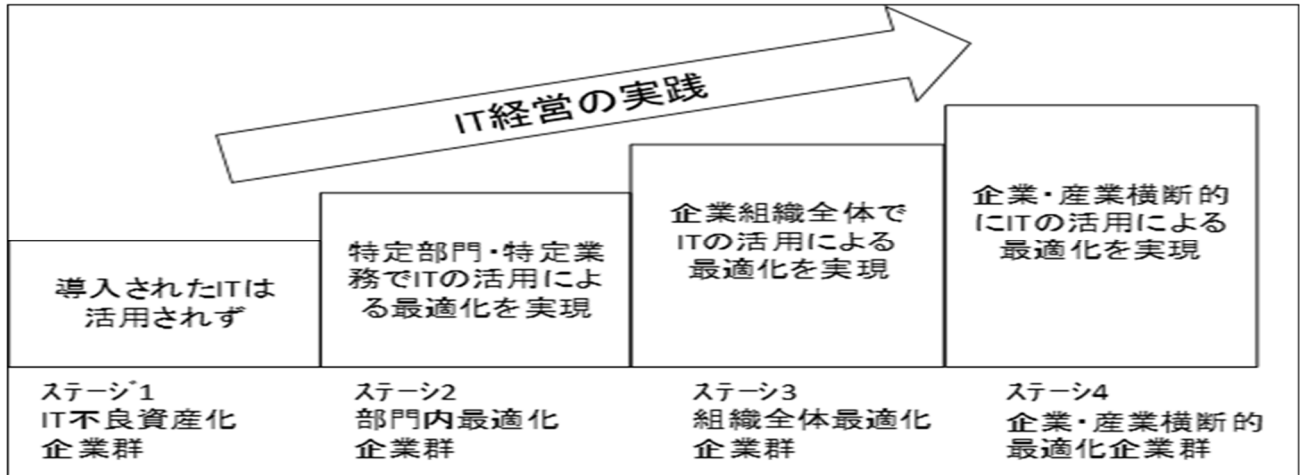 IT経営の実践
導入されたITは
活用されず
特定部門・特定業
務でITの活用によ
る最適化を実現
企業組織全体で
ITの活用による
最適化を実現
企業・産業横断的
にITの活用による
最適化を実現
ステージ1
IT不良資産化
企業群
ステーシ2
部門内最適化
企業群
ステーシ3
組織全体最適化
企業群
ステーシ4
企業・産業横断的
最適化企業群